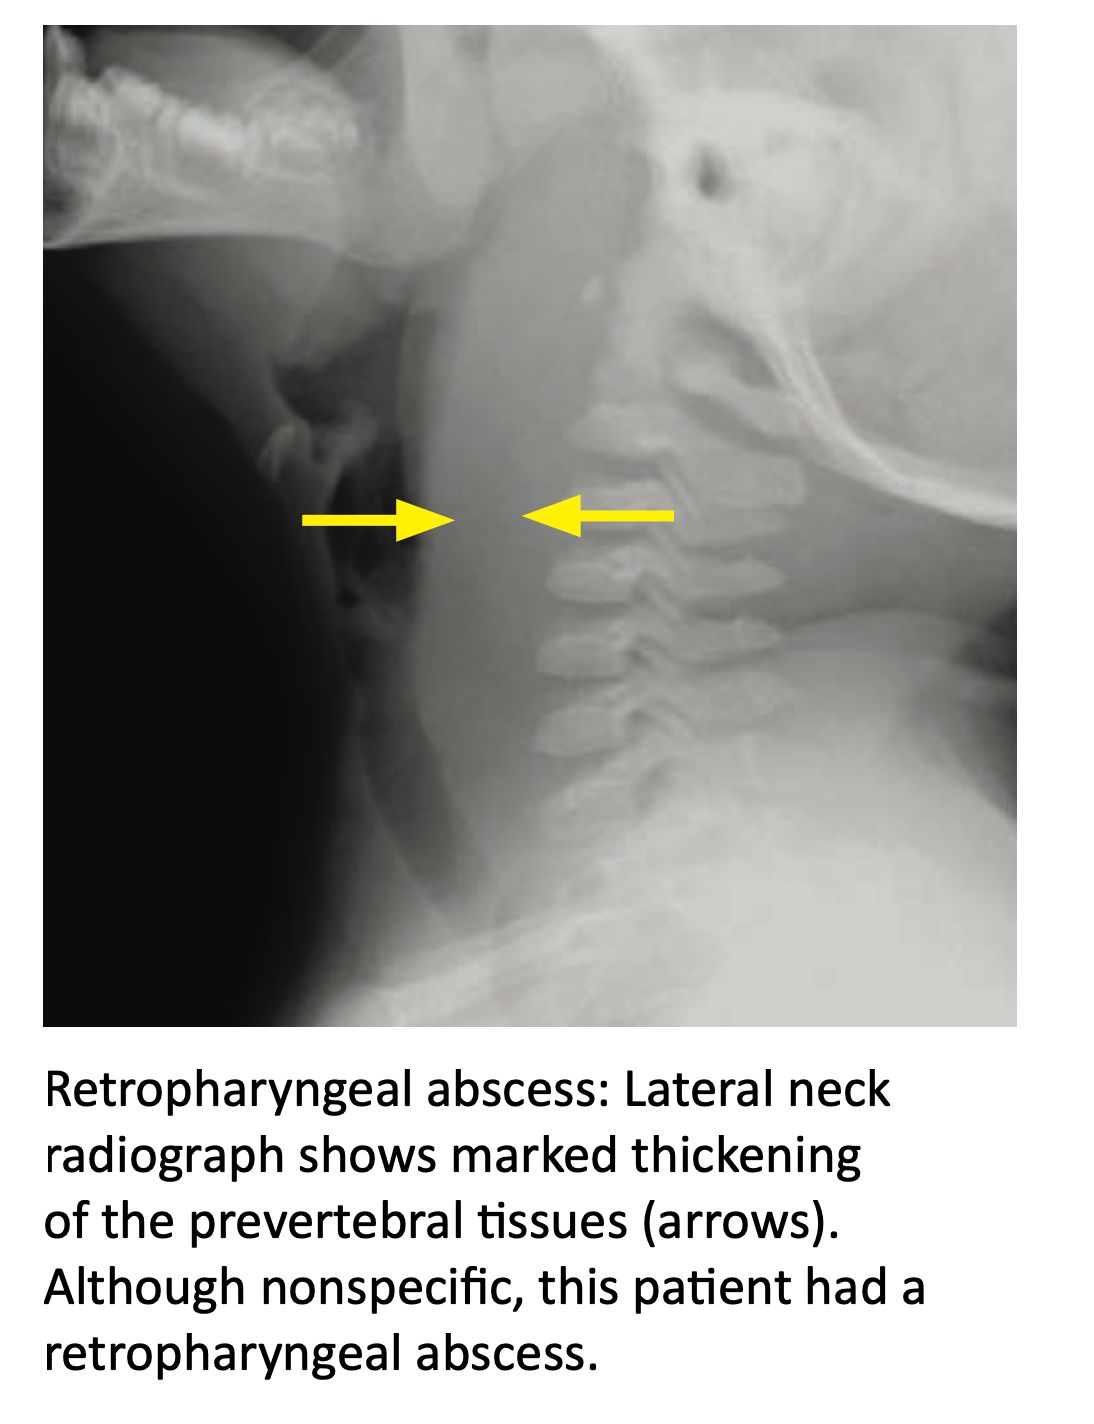 Retropharyngeal abscess: Lateral neck
radiograph shows marked thickening
of the prevertebral tissues (arrows).
Although nonspecific, this patient had a
retropharyngeal abscess.